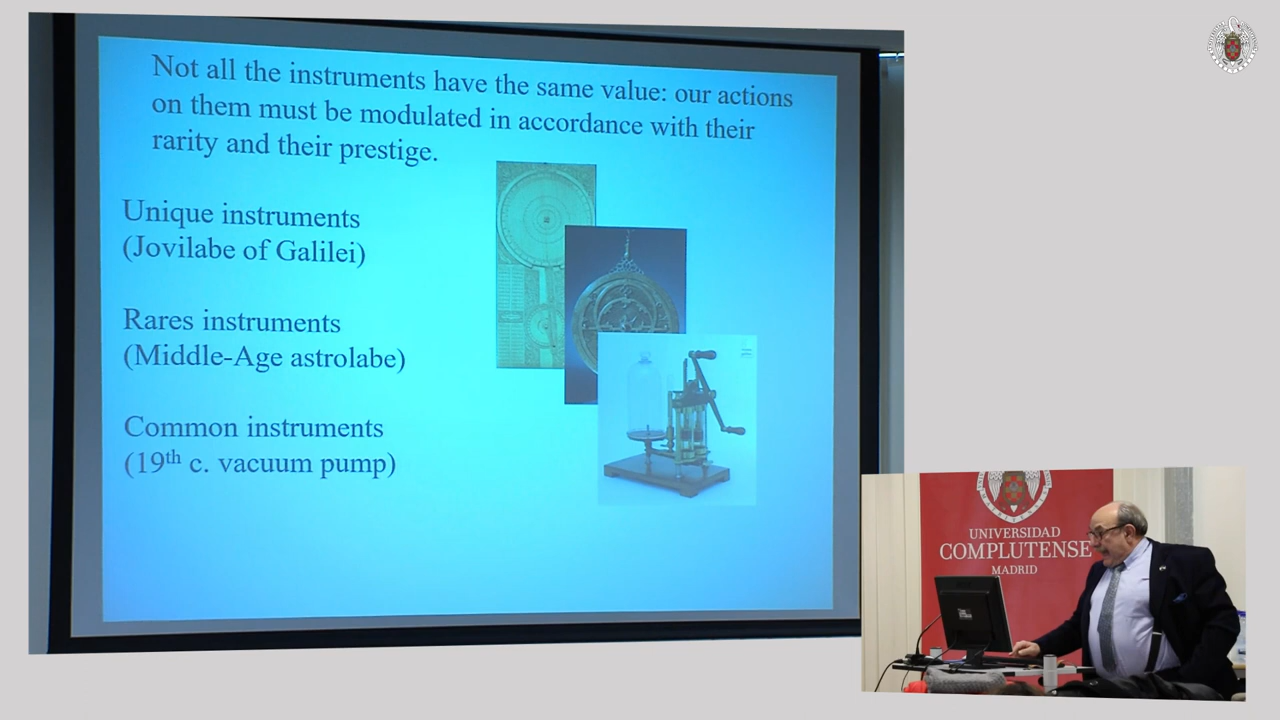 Not all the instruments have the same value: our actions
on them must be modulated in accordance with their
rarity and their prestige.
Unique instruments
(Jovilabe of Galilei)
Rares instruments
(Middle-Age astrolabe)
Common instruments
(19th c. vacuum pump)
UNIVERSIDAD
COMPLUTENSE
MADRID